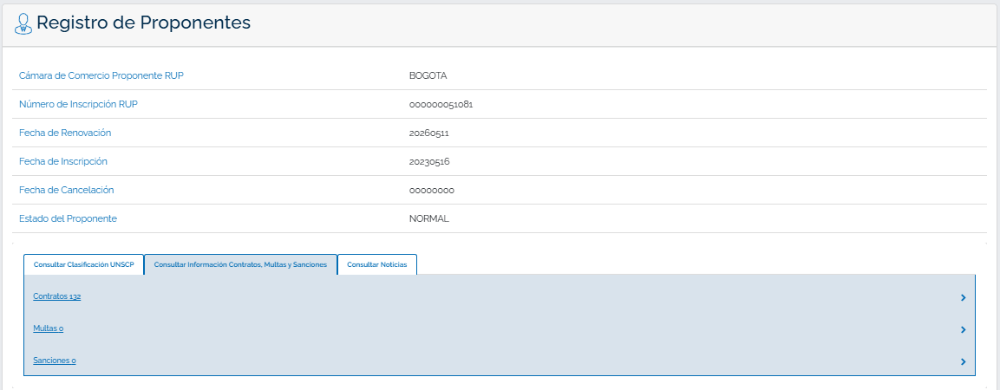 Registro de Proponentes
Cámara de Comercio Proponente RUP BOGOTA
Número de Inscripción RUP 000000051081
Fecha de Renovación 20260511
Fecha de Inscripción 20230516
Fecha de Cancelación 00000000
Estado del Proponente NORMAL
Consultar Clasificación UNSCP Consultar Información Contratos, Multas y Sanciones Consultar Noticias
Contratos 132
Multas 0
Sanciones 0